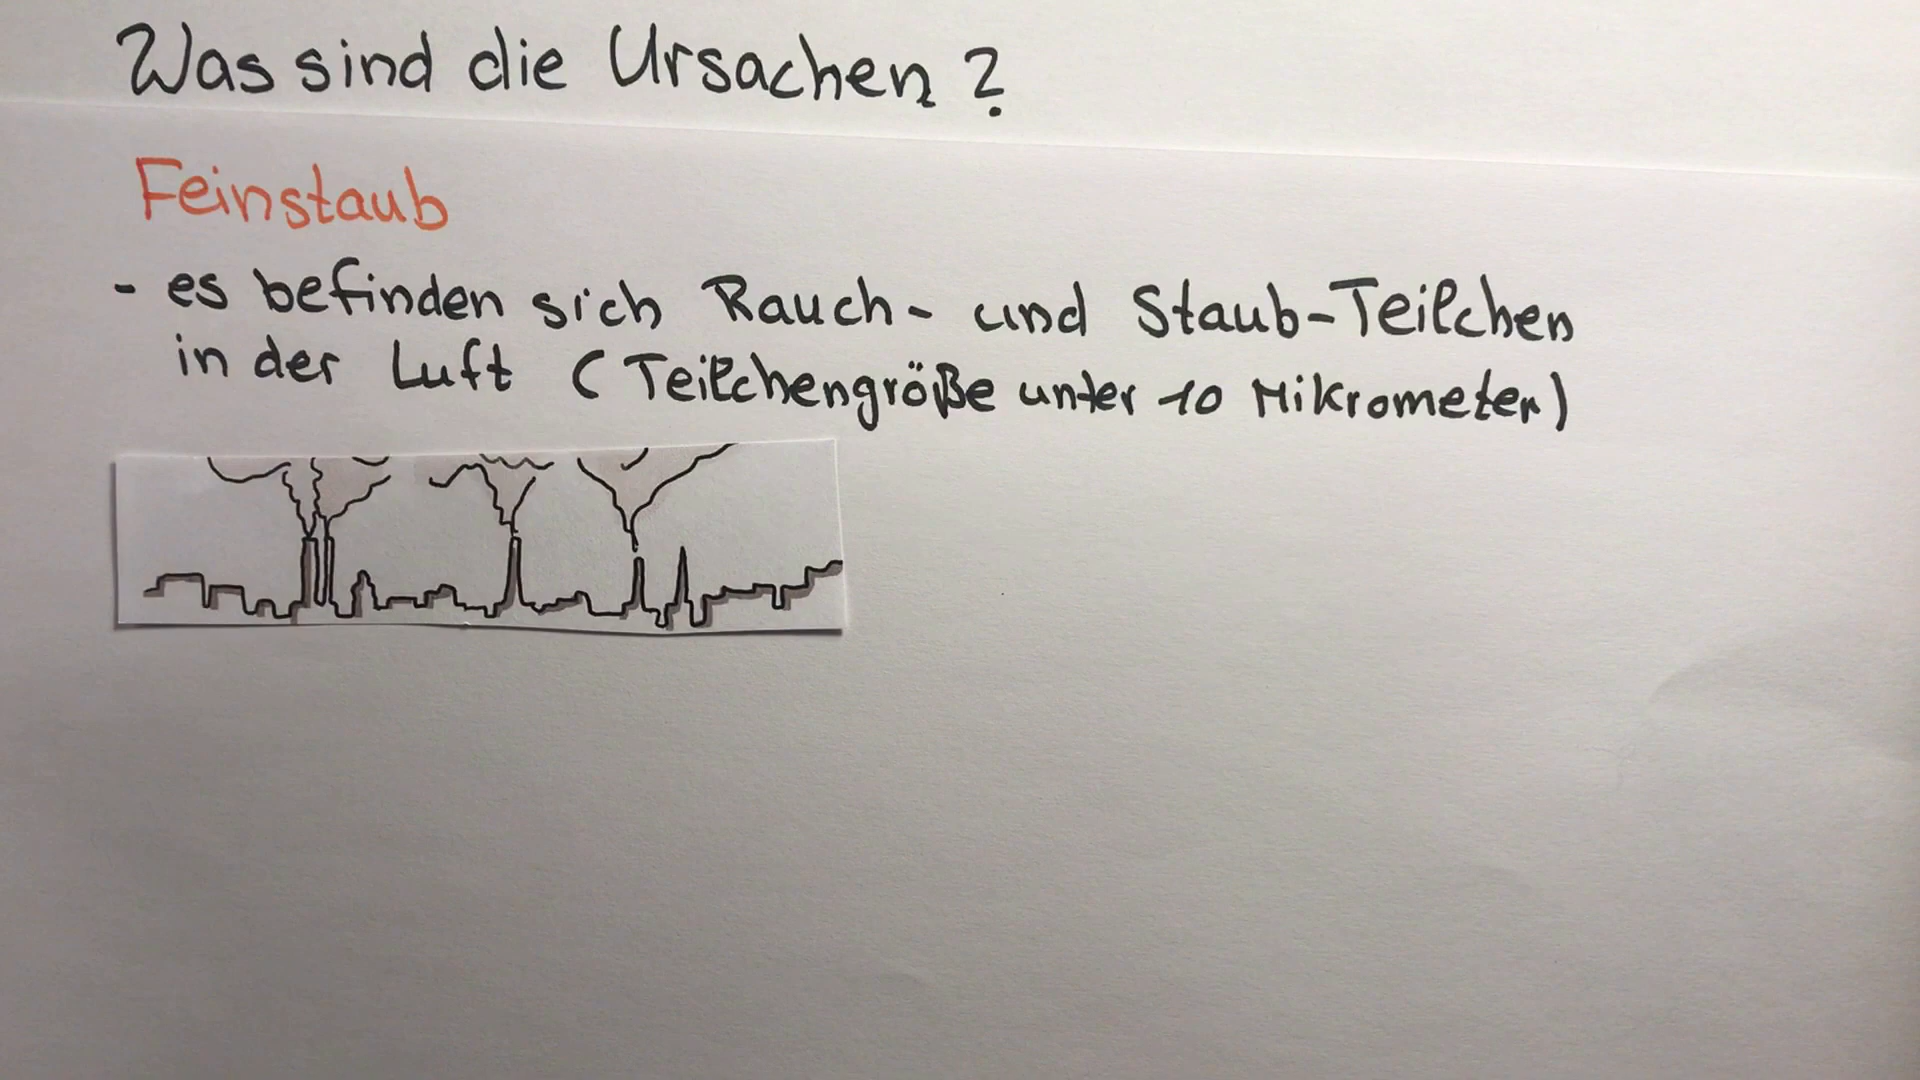 Was sind die Ursachen?
Feinstaub
- es befinden sich Rauch- und Staub-Teilchen
in der Luft (Teilchengröße unter 10 Mikrometer)